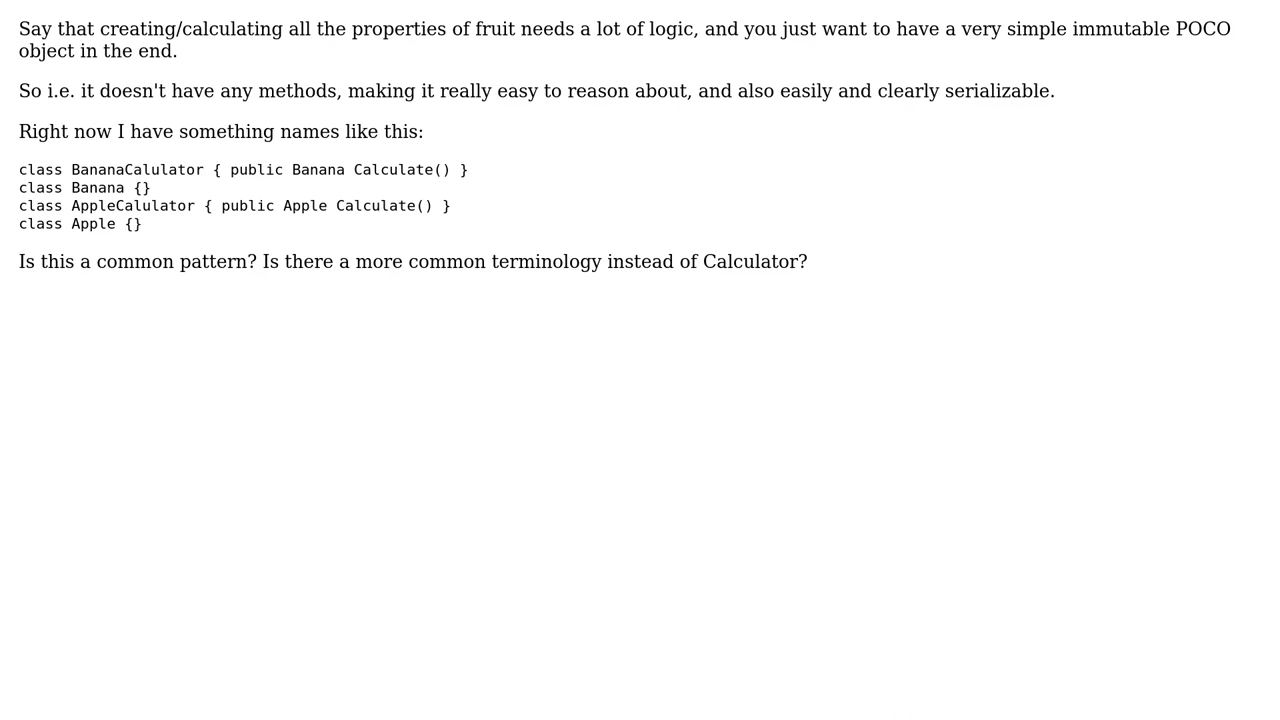 Say that creating/calculating all the properties of fruit needs a lot of logic, and you just want to have a very simple immutable POCO
object in the end.
So i.e. it doesn't have any methods, making it really easy to reason about, and also easily and clearly serializable.
Right now I have something names like this:
class BananaCalulator { public Banana Calculate() }
class Banana {}
class AppleCalulator { public Apple Calculate() }
class Apple {}
Is this a common pattern? Is there a more common terminology instead of Calculator?